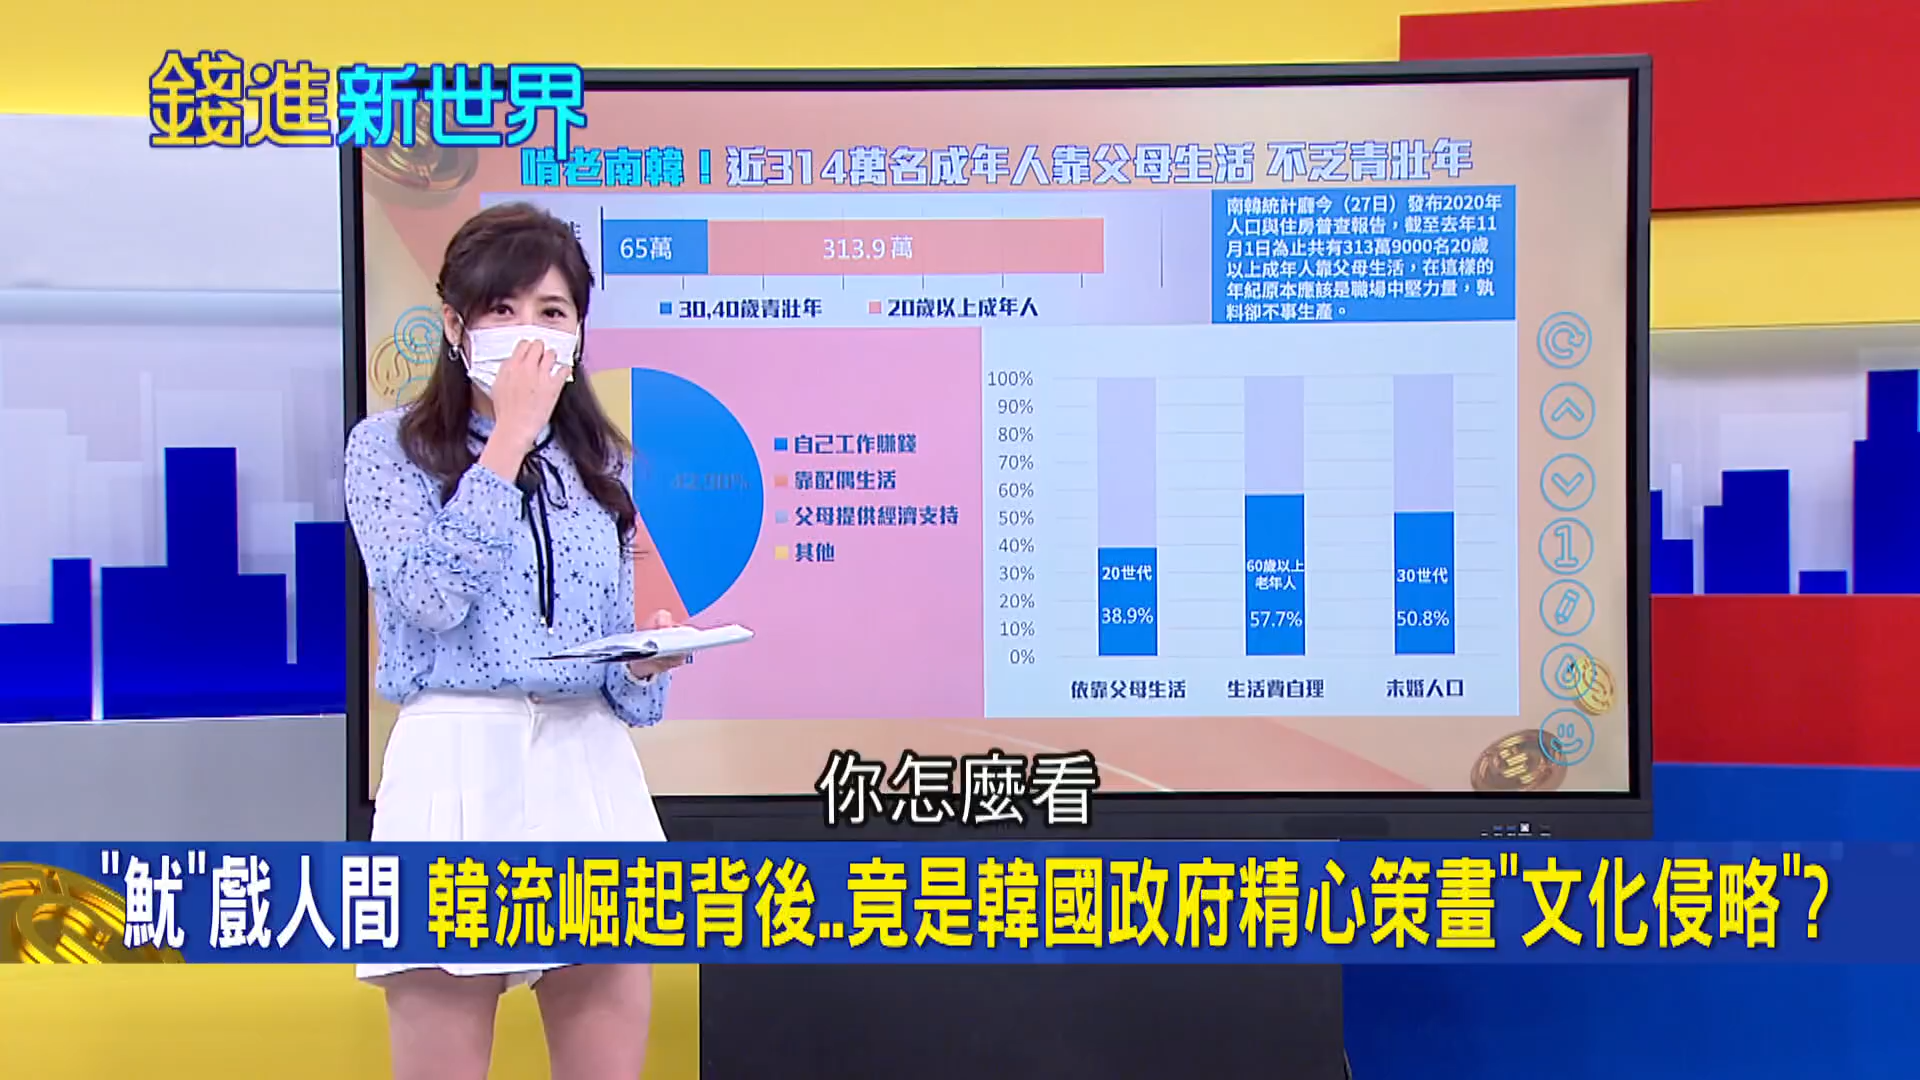 錢進新世界
啃老南韓！近314萬名成年人靠父母生活 不乏青壯年
65萬
313.9 萬
30,40歲青壯年
20歲以上成年人
南韓統計廳今（27日）發布2020年
人口與住房普查報告，截至去年11
月1日為止共有313萬9000名20歲
以上成年人靠父母生活，在這樣的
年紀原本應該是職場中堅力量，孰
料卻不事生產。
自己工作賺錢
靠配偶生活
父母提供經濟支持
其他
100%
90%
80%
70%
60%
50%
40%
30%
20%
10%
0%
20世代
38.9%
60歲以上
老年人
57.7%
30世代
50.8%
依靠父母生活
生活費自理
未婚人口
1
你怎麼看
"魷"戲人間 韓流崛起背後..竟是韓國政府精心策畫"文化侵略"?